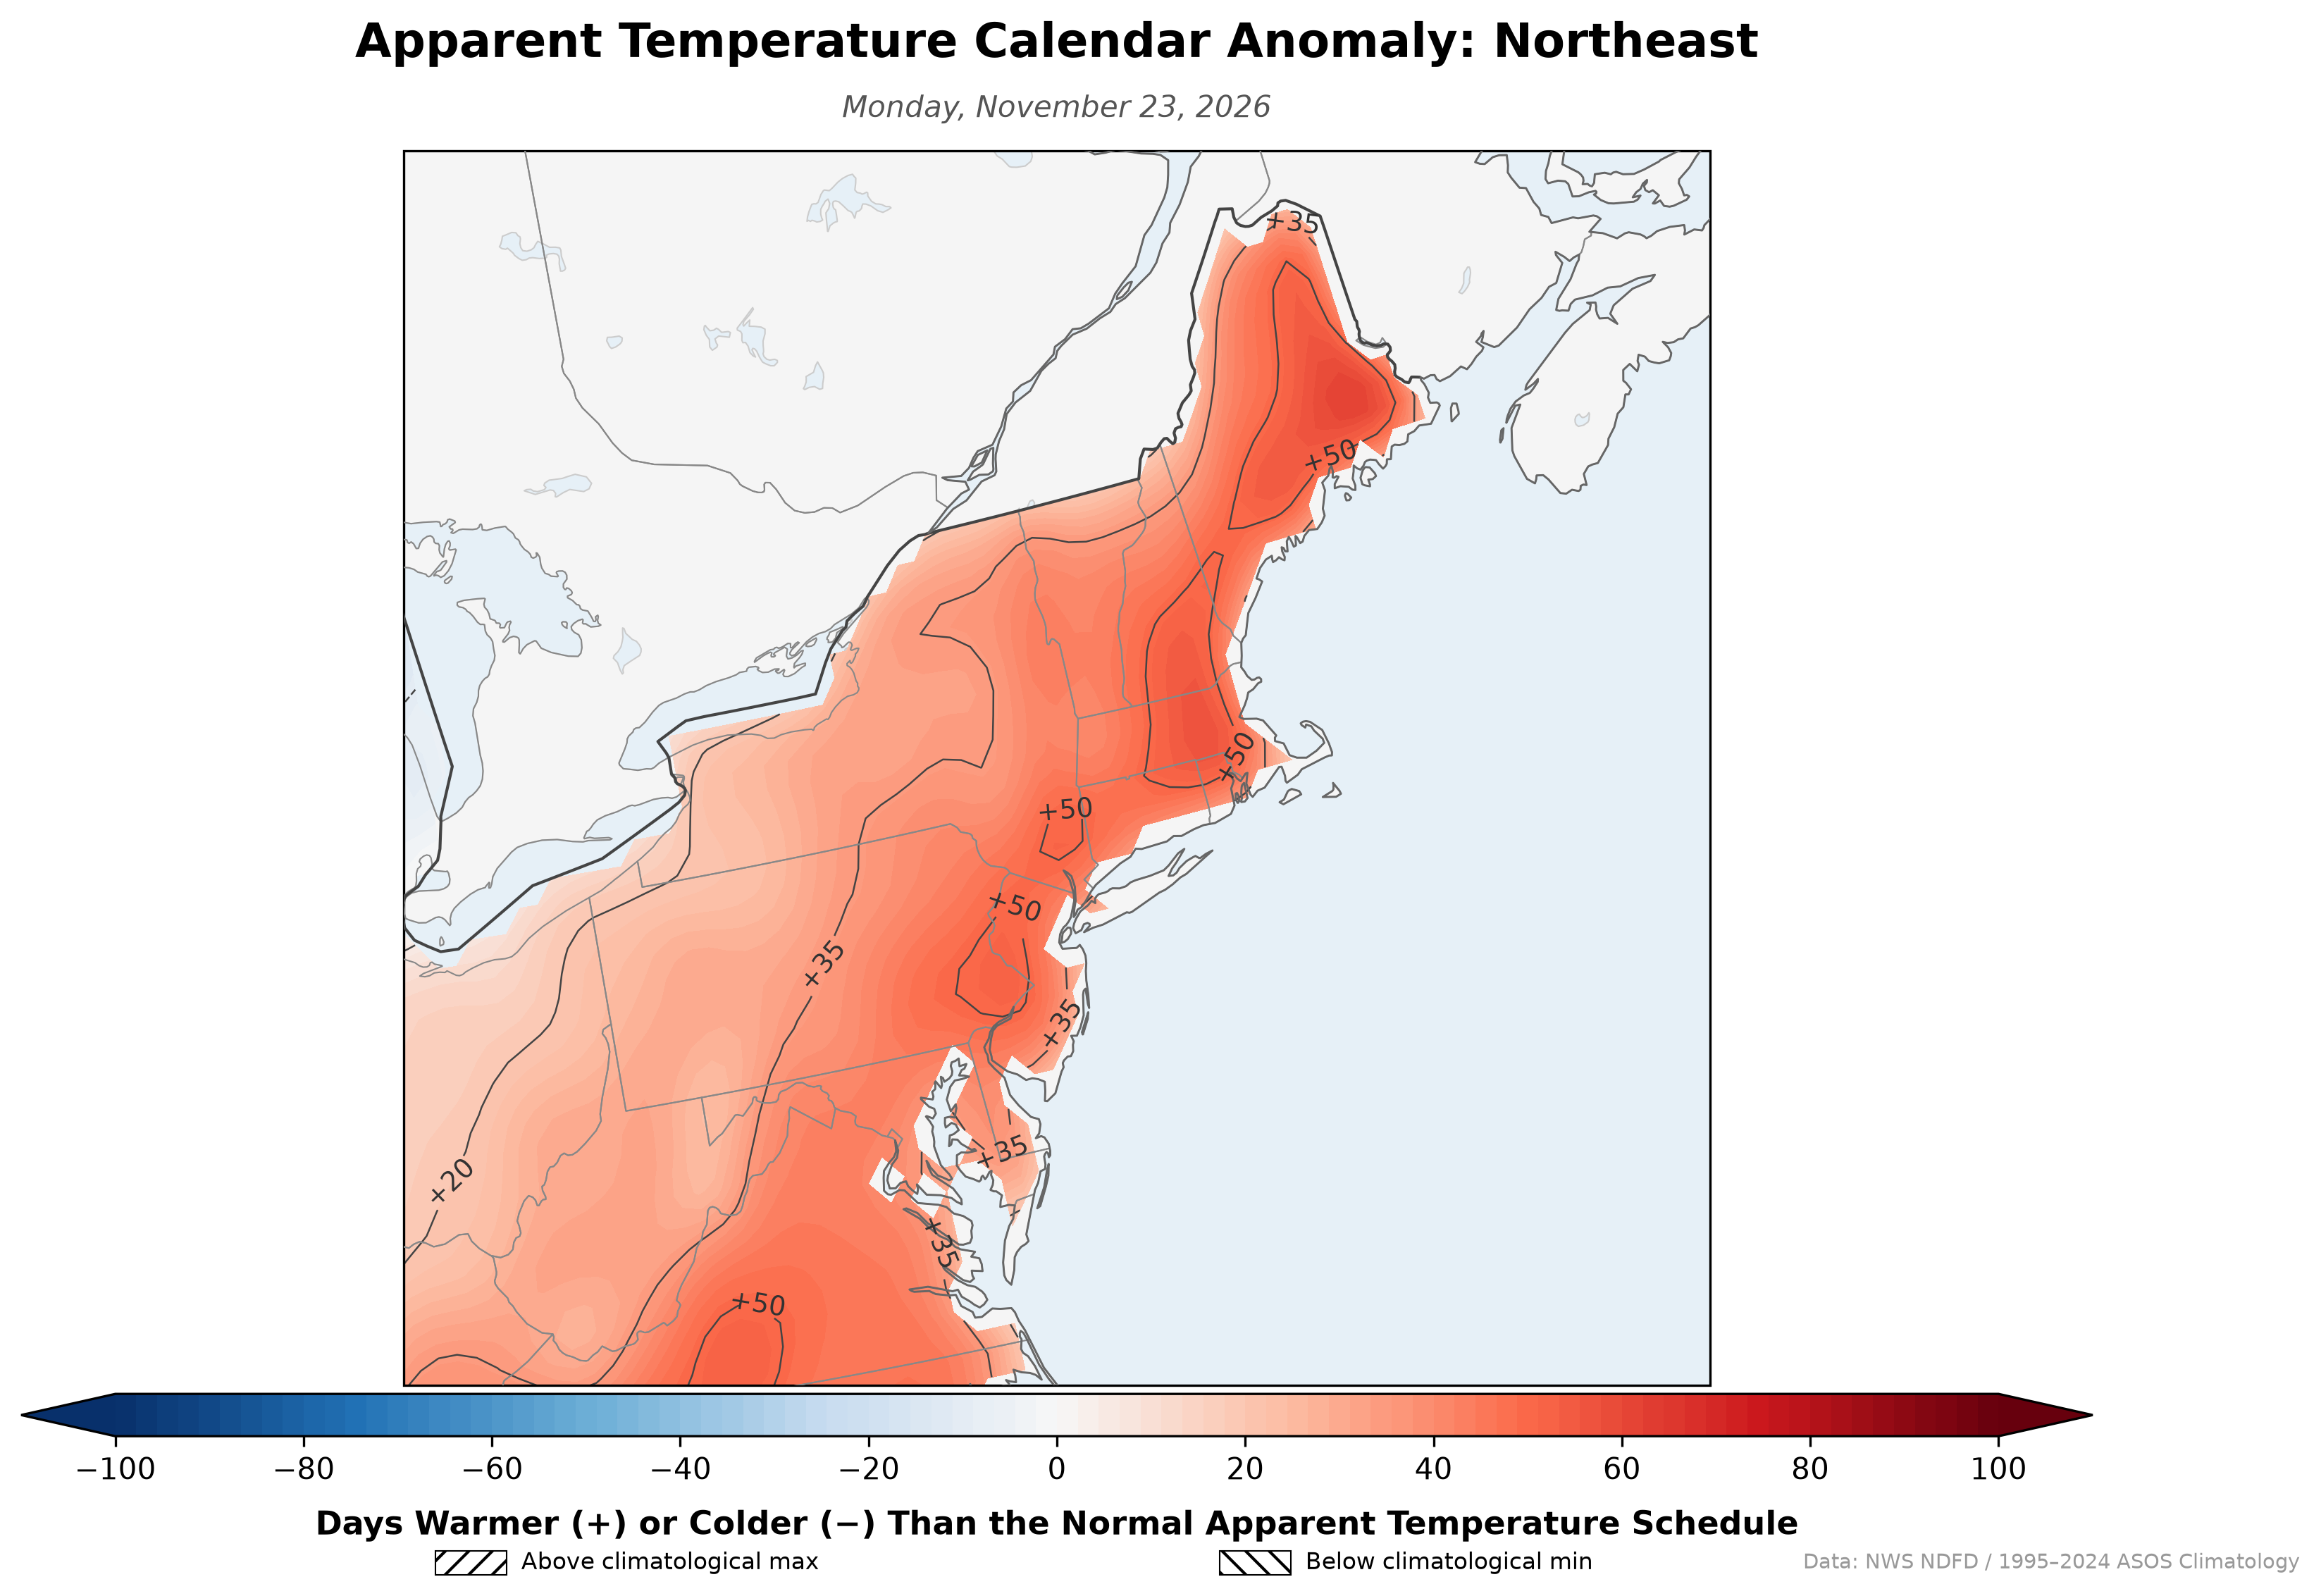 Apparent Temperature Calendar Anomaly: Northeast
Monday, November 23, 2026
+35
+50
+50
+50
+50
+35
+35
+35
+20
+35
+50
−100 −80 −60 −40 −20 0 20 40 60 80 100
Days Warmer (+) or Colder (−) Than the Normal Apparent Temperature Schedule
Above climatological max
Below climatological min
Data: NWS NDFD / 1995–2024 ASOS Climatology